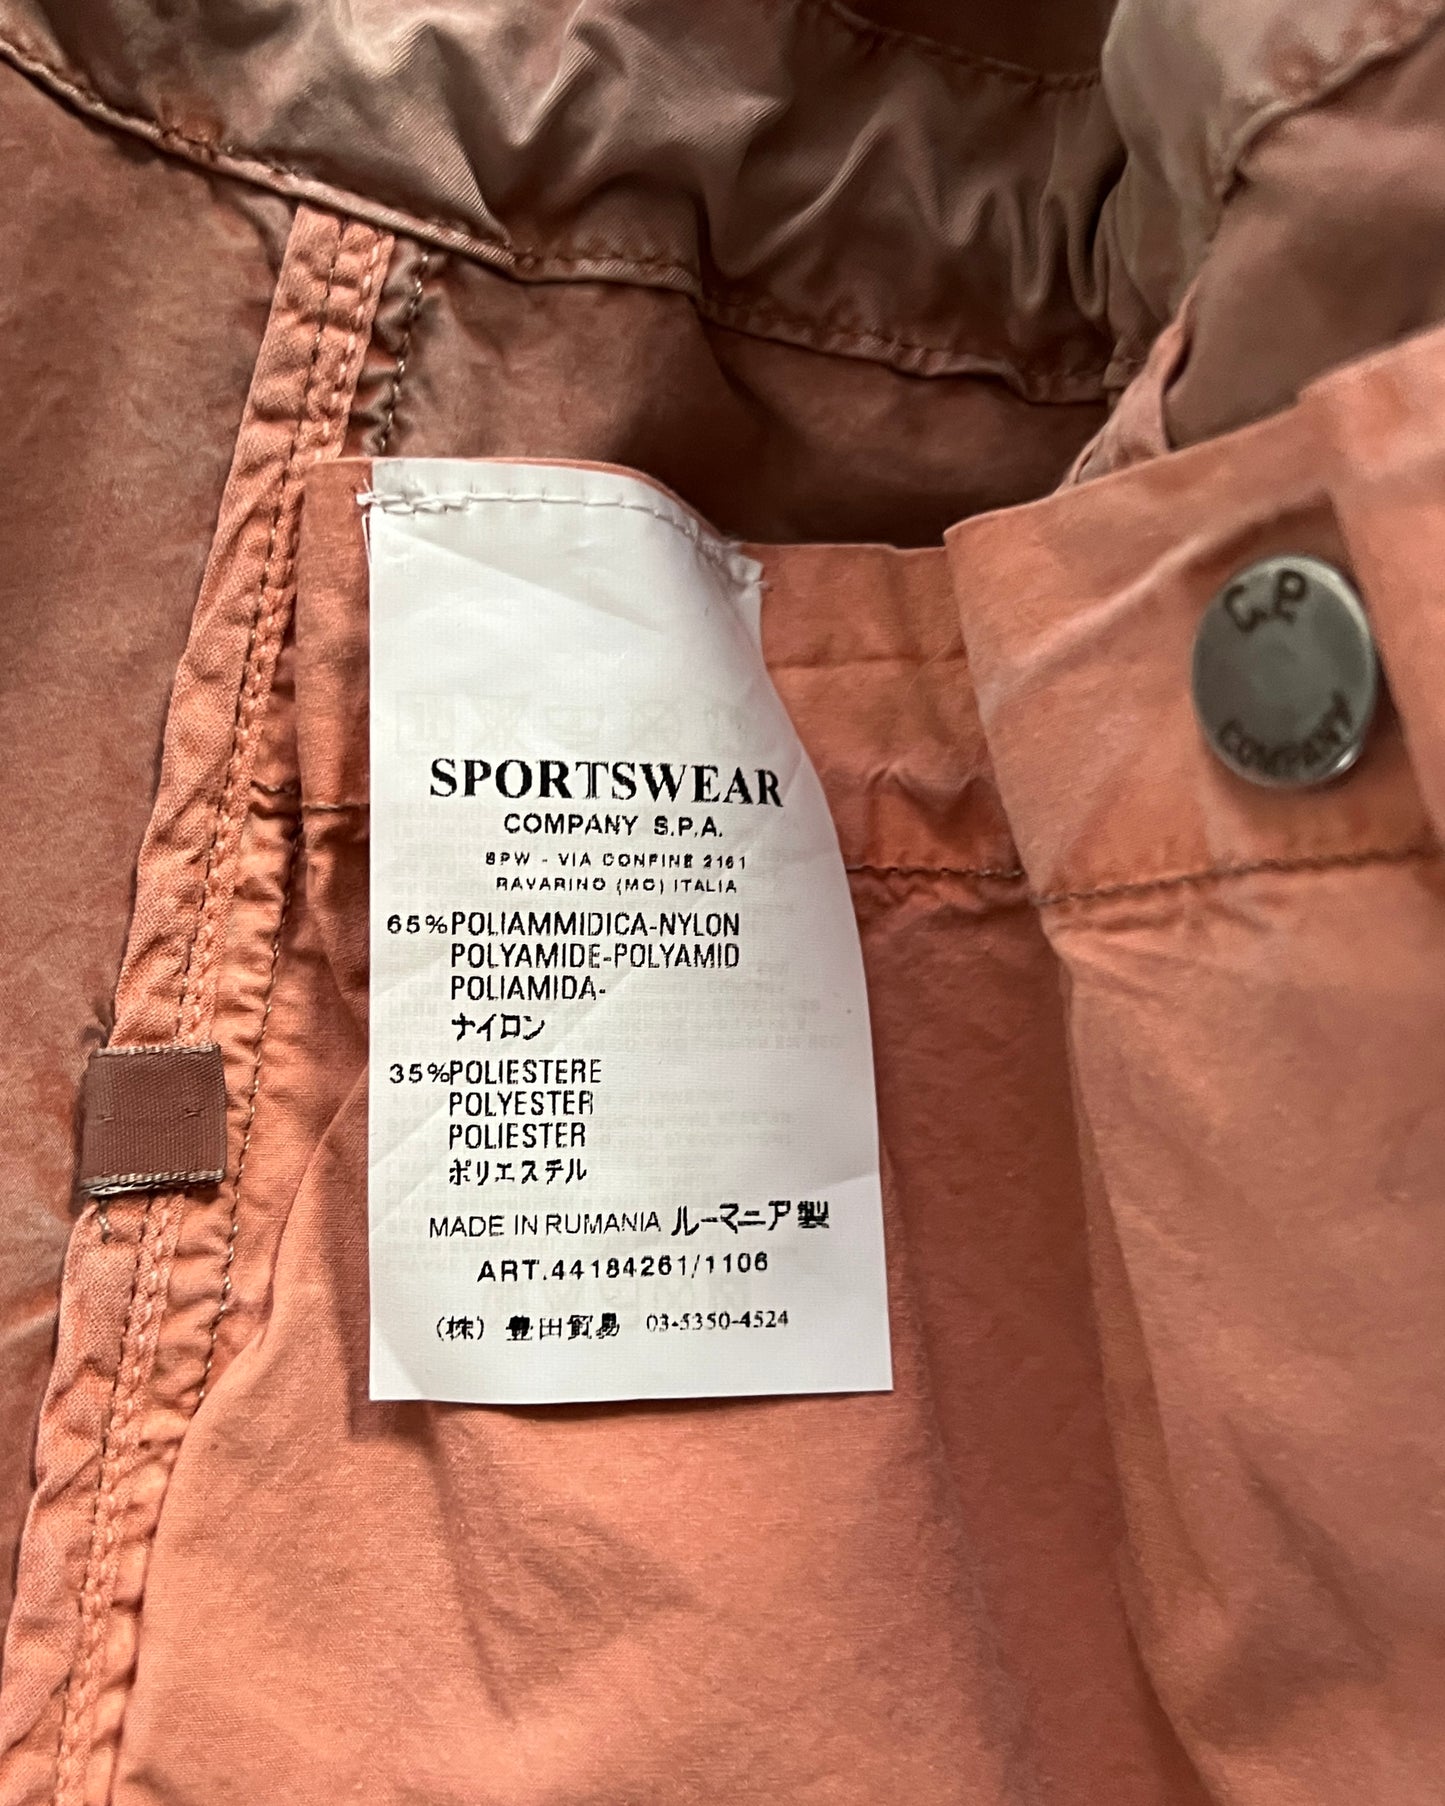 SPORTSWEAR
COMPANY S.P.A.
SPW - VIA CONFINE 2161
RAVARINO (MO) ITALIA
65%POLIAMMIDICA-NYLON
POLYAMIDE-POLYAMID
POLIAMIDA-
ナイロン
35%POLIESTERE
POLYESTER
POLIESTER
ポリエステル
MADE IN RUMANIA ルーマニア製
ART.44184261/1106
(株) 豊田貿易 03-5350-4524
C.P.
COMPANY